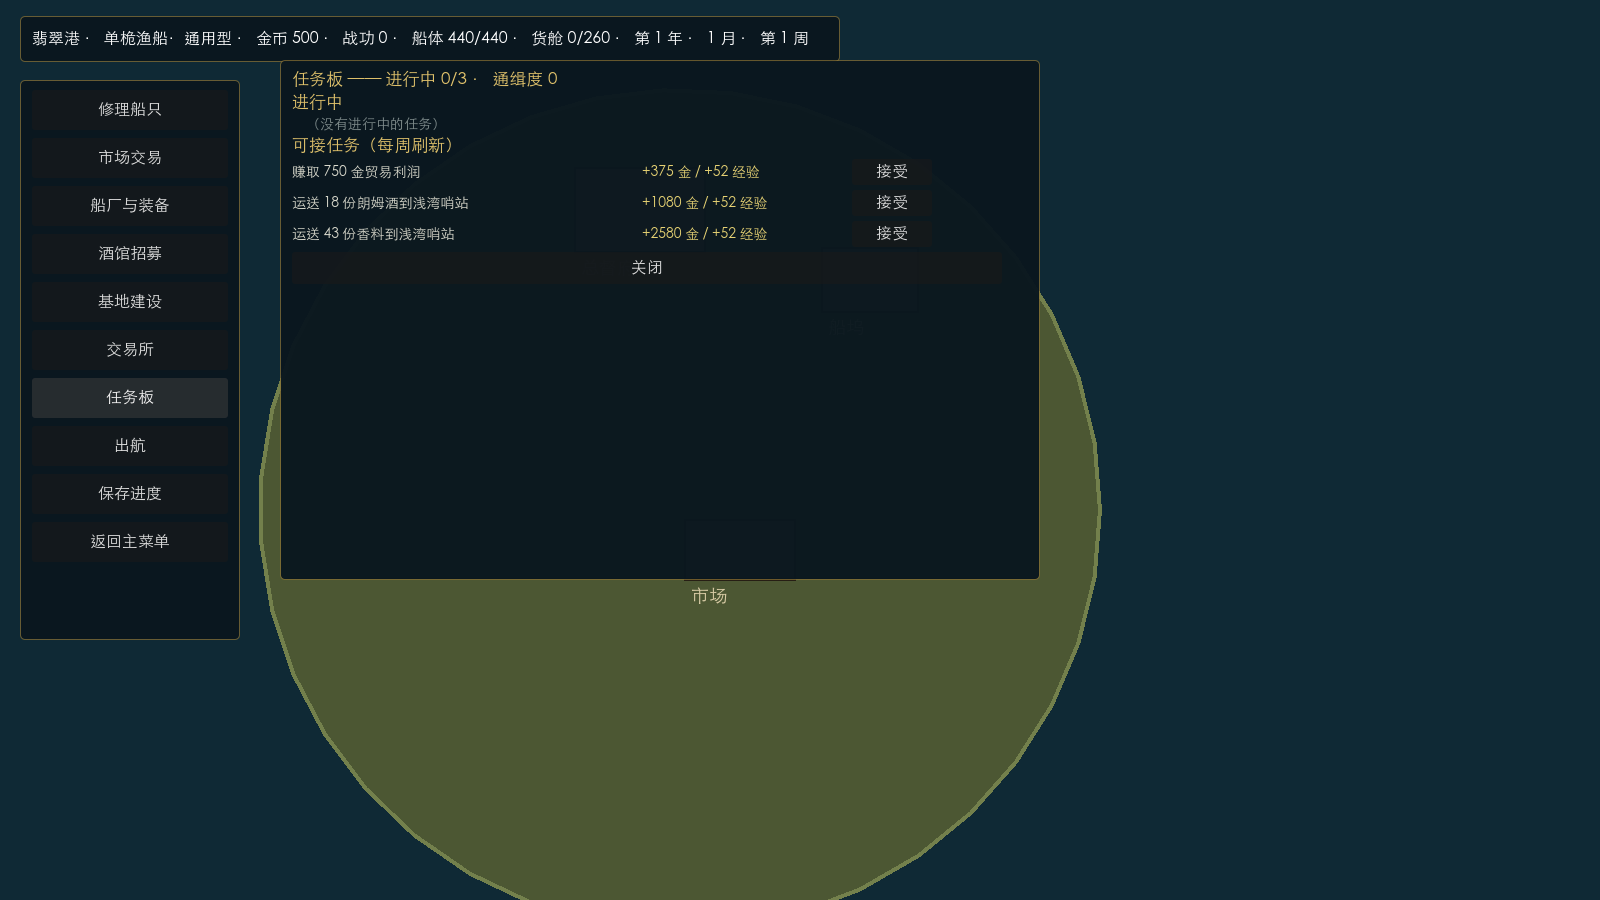 翡翠港 · 单桅渔船 · 通用型 · 金币 500 · 战功 0 · 船体 440/440 · 货舱 0/260 · 第 1 年 · 1 月 · 第 1 周
修理船只
市场交易
船厂与装备
酒馆招募
基地建设
交易所
任务板
出航
保存进度
返回主菜单
任务板 —— 进行中 0/3 · 通缉度 0
进行中
（没有进行中的任务）
可接任务（每周刷新）
赚取 750 金贸易利润 +375 金 / +52 经验 接受
运送 18 份朗姆酒到浅湾哨站 +1080 金 / +52 经验 接受
运送 43 份香料到浅湾哨站 +2580 金 / +52 经验 接受
关闭
市场